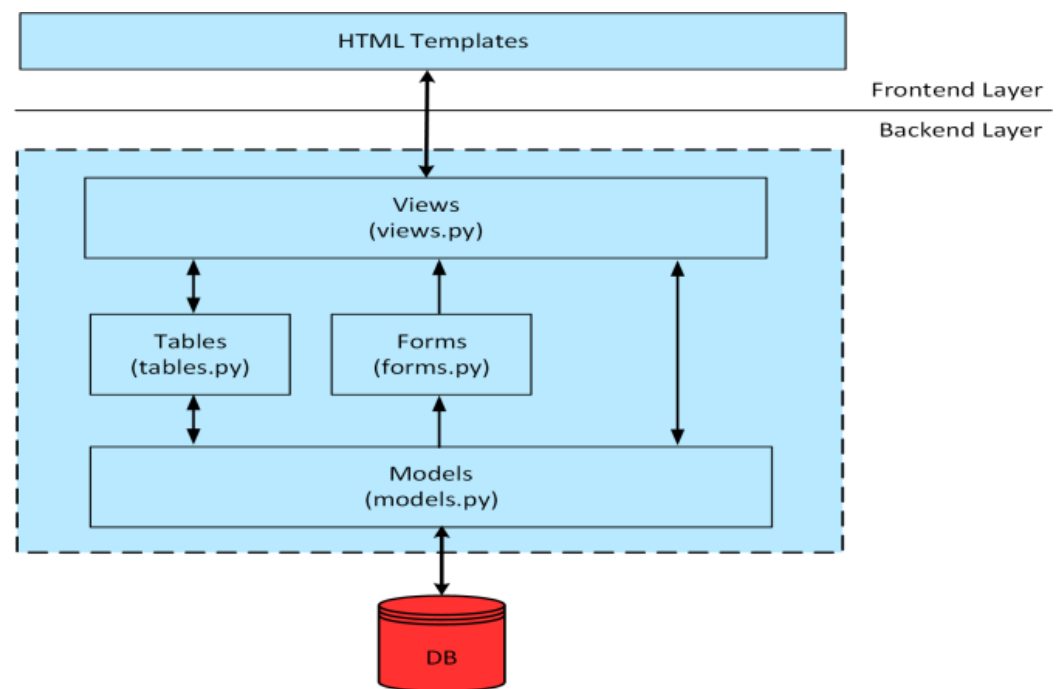 HTML Templates
Frontend Layer
Backend Layer
Views
(views.py)
Tables
(tables.py)
Forms
(forms.py)
Models
(models.py)
DB